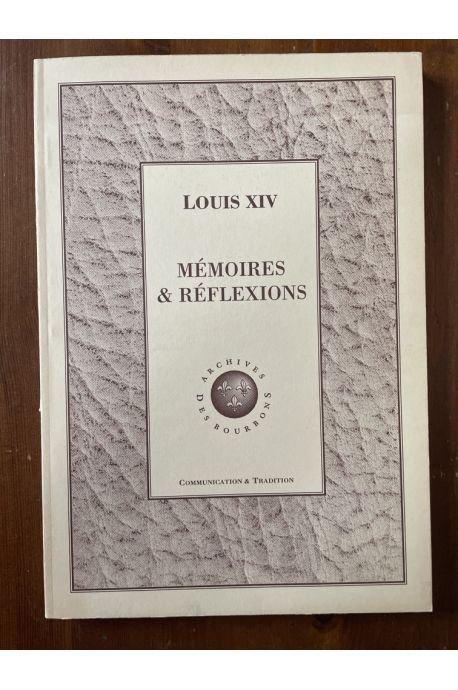 LOUIS XIV
MÉMOIRES
& RÉFLEXIONS
ARCHIVES
DES BOURBONS
COMMUNICATION & TRADITION